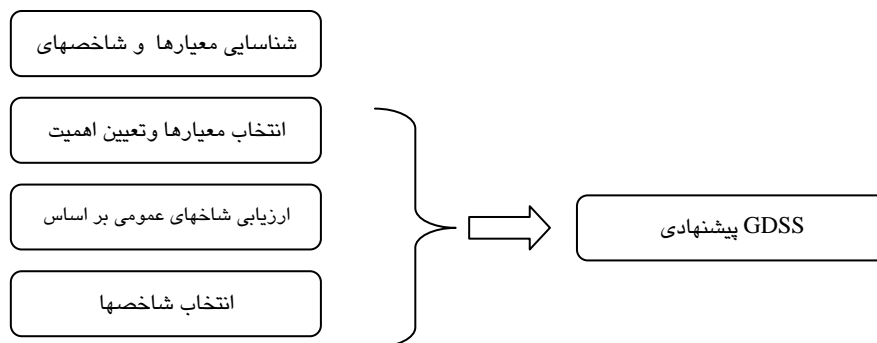 شناسایی معیارها و شاخصهای
انتخاب معیارها وتعیین اهمیت
ارزیابی شاخهای عمومی بر اساس
انتخاب شاخصها
GDSS پیشنهادی